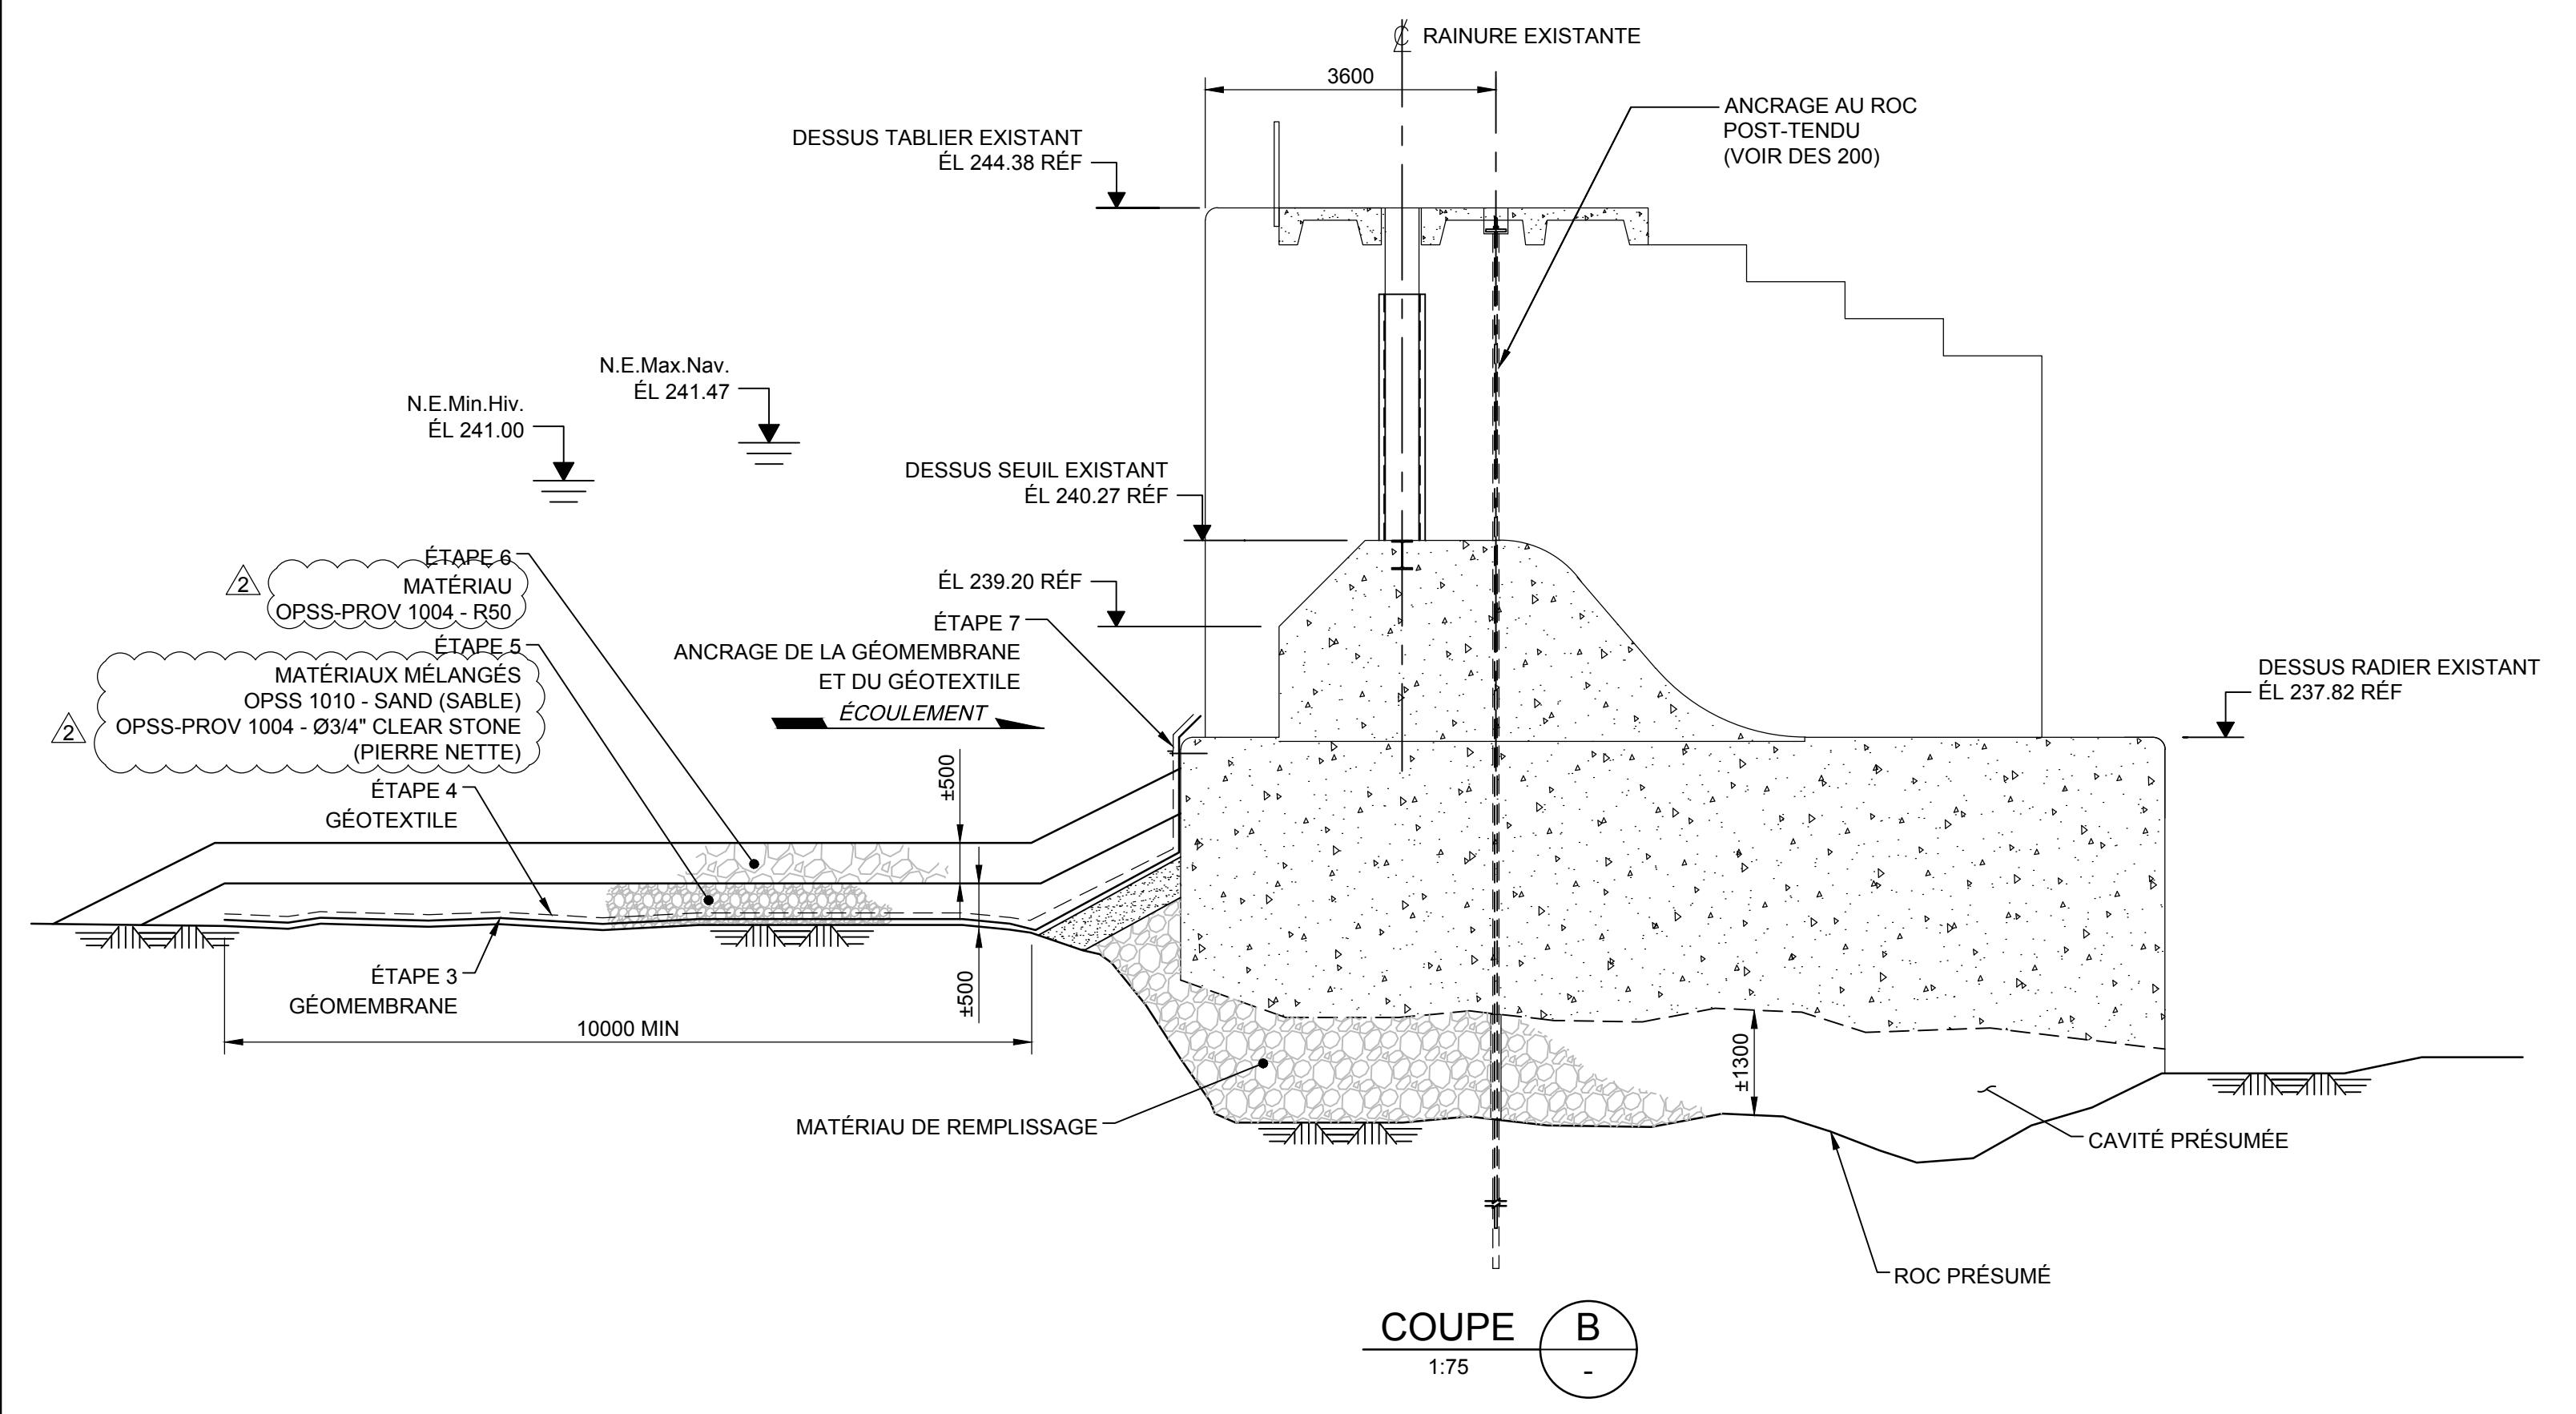 ℄ RAINURE EXISTANTE
3600
ANCRAGE AU ROC
POST-TENDU
(VOIR DES 200)
DESSUS TABLIER EXISTANT
ÉL 244.38 RÉF
N.E.Max.Nav.
ÉL 241.47
N.E.Min.Hiv.
ÉL 241.00
DESSUS SEUIL EXISTANT
ÉL 240.27 RÉF
ÉTAPE 6
2
MATÉRIAU
OPSS-PROV 1004 - R50
ÉL 239.20 RÉF
ÉTAPE 7
ANCRAGE DE LA GÉOMEMBRANE
ET DU GÉOTEXTILE
ÉCOULEMENT
ÉTAPE 5
MATÉRIAUX MÉLANGÉS
OPSS 1010 - SAND (SABLE)
OPSS-PROV 1004 - Ø3/4" CLEAR STONE
(PIERRE NETTE)
2
DESSUS RADIER EXISTANT
ÉL 237.82 RÉF
ÉTAPE 4
GÉOTEXTILE
±500
ÉTAPE 3
GÉOMEMBRANE
±500
10000 MIN
±1300
MATÉRIAU DE REMPLISSAGE
CAVITÉ PRÉSUMÉE
ROC PRÉSUMÉ
COUPE
B
1:75
-